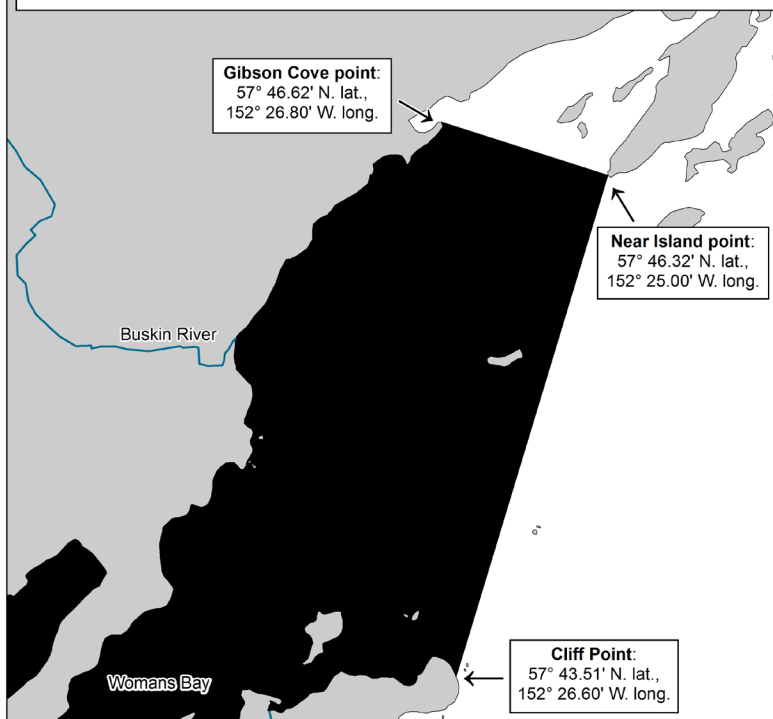 Gibson Cove point:
57° 46.62' N. lat.,
152° 26.80' W. long.
Near Island point:
57° 46.32' N. lat.,
152° 25.00' W. long.
Buskin River
Cliff Point:
57° 43.51' N. lat.,
152° 26.60' W. long.
Womans Bay